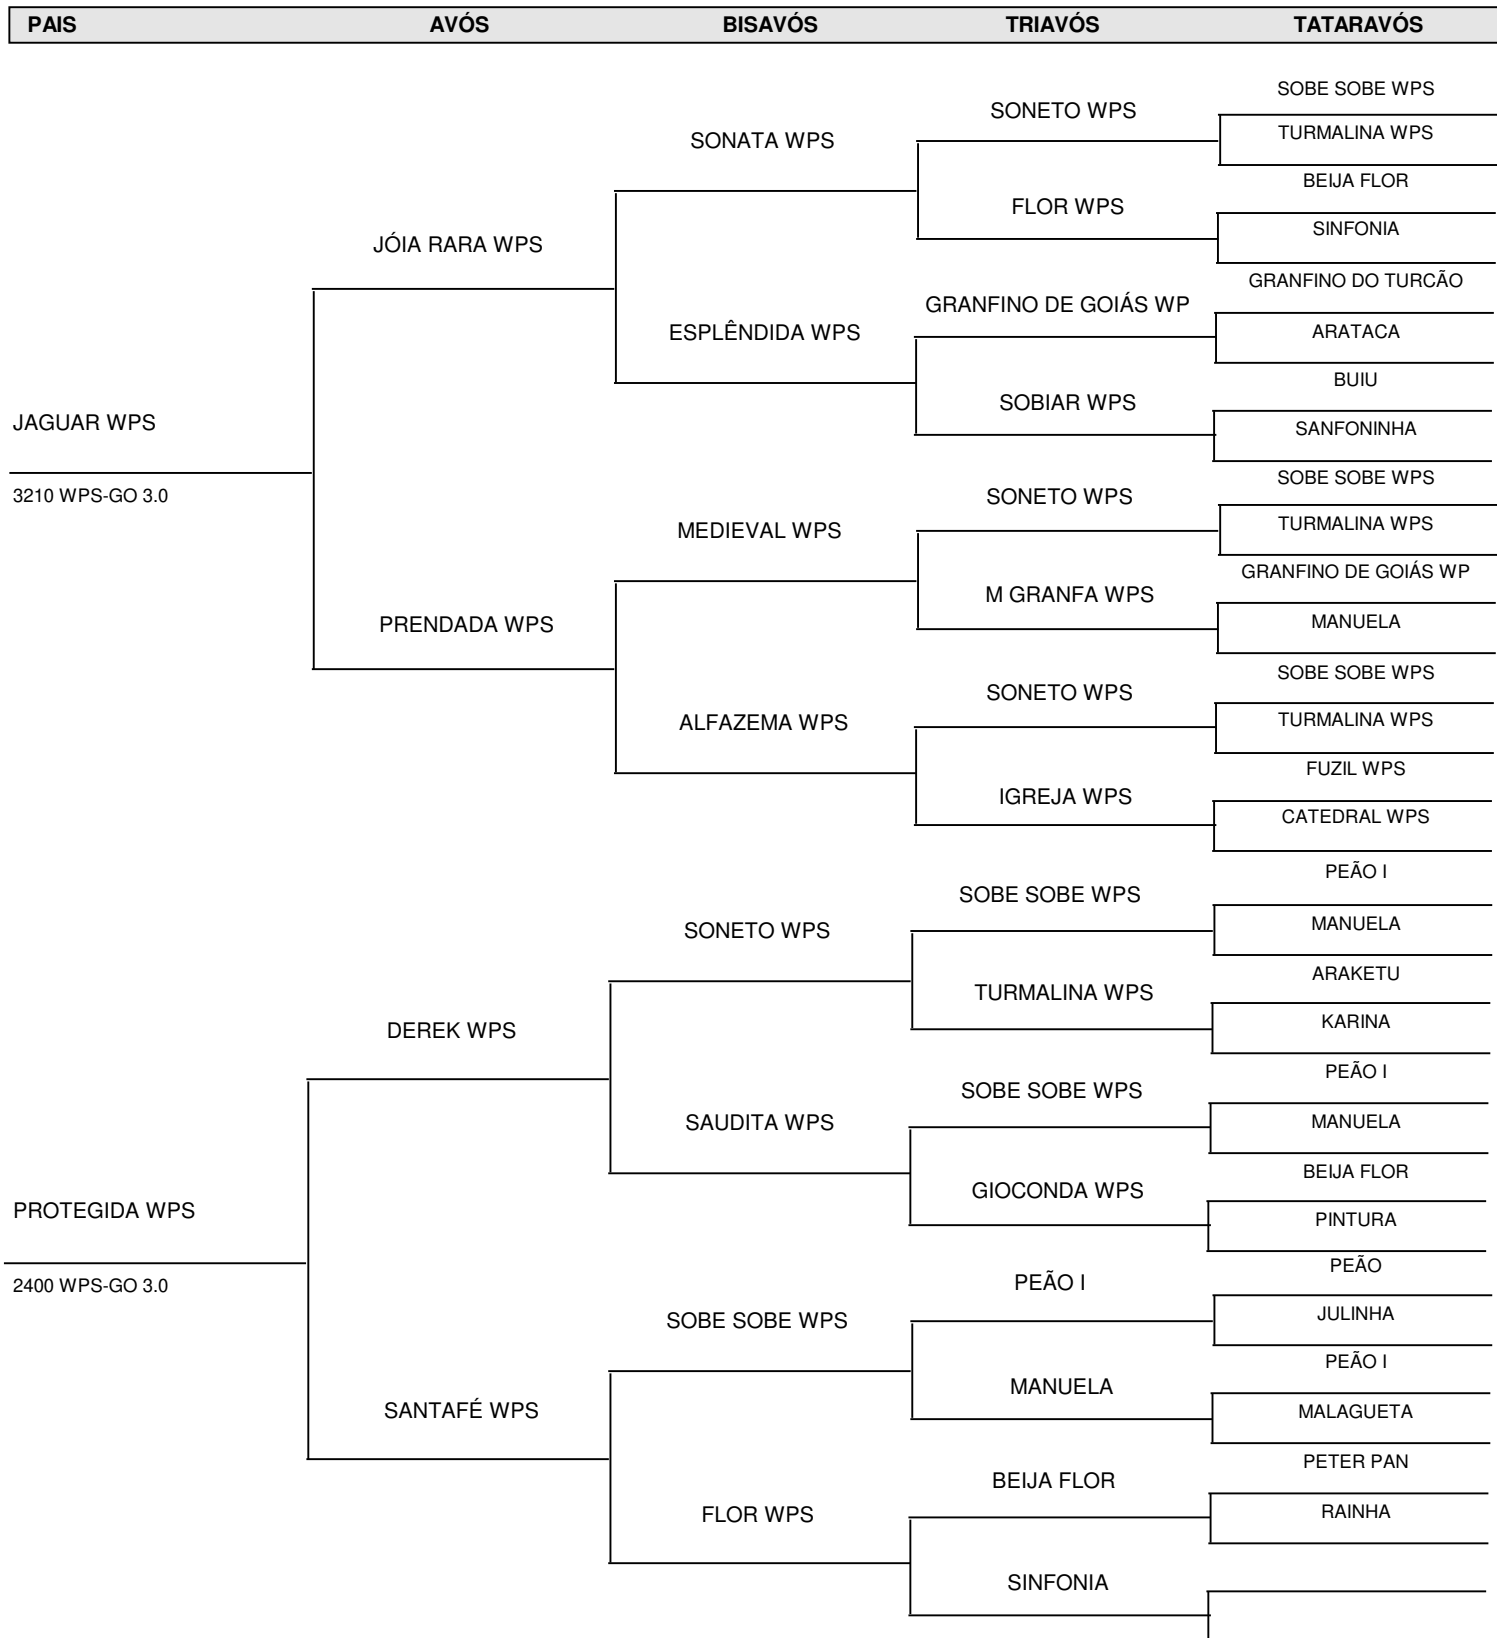 PAIS AVÓS BISAVÓS TRIAVÓS TATARAVÓS
SOBE SOBE WPS
SONETO WPS
TURMALINA WPS
SONATA WPS
BEIJA FLOR
FLOR WPS
SINFONIA
JÓIA RARA WPS
GRANFINO DO TURCÃO
GRANFINO DE GOIÁS WP
ARATACA
ESPLÊNDIDA WPS
BUIU
SOBIAR WPS
SANFONINHA
JAGUAR WPS
3210 WPS-GO 3.0
SOBE SOBE WPS
SONETO WPS
TURMALINA WPS
MEDIEVAL WPS
GRANFINO DE GOIÁS WP
M GRANFA WPS
MANUELA
PRENDADA WPS
SOBE SOBE WPS
SONETO WPS
TURMALINA WPS
ALFAZEMA WPS
FUZIL WPS
IGREJA WPS
CATEDRAL WPS
PEÃO I
SOBE SOBE WPS
MANUELA
SONETO WPS
ARAKETU
TURMALINA WPS
KARINA
DEREK WPS
PEÃO I
SOBE SOBE WPS
MANUELA
SAUDITA WPS
BEIJA FLOR
GIOCONDA WPS
PINTURA
PROTEGIDA WPS
2400 WPS-GO 3.0
PEÃO
PEÃO I
JULINHA
SOBE SOBE WPS
PEÃO I
MANUELA
MALAGUETA
SANTAFÉ WPS
PETER PAN
BEIJA FLOR
RAINHA
FLOR WPS
SINFONIA